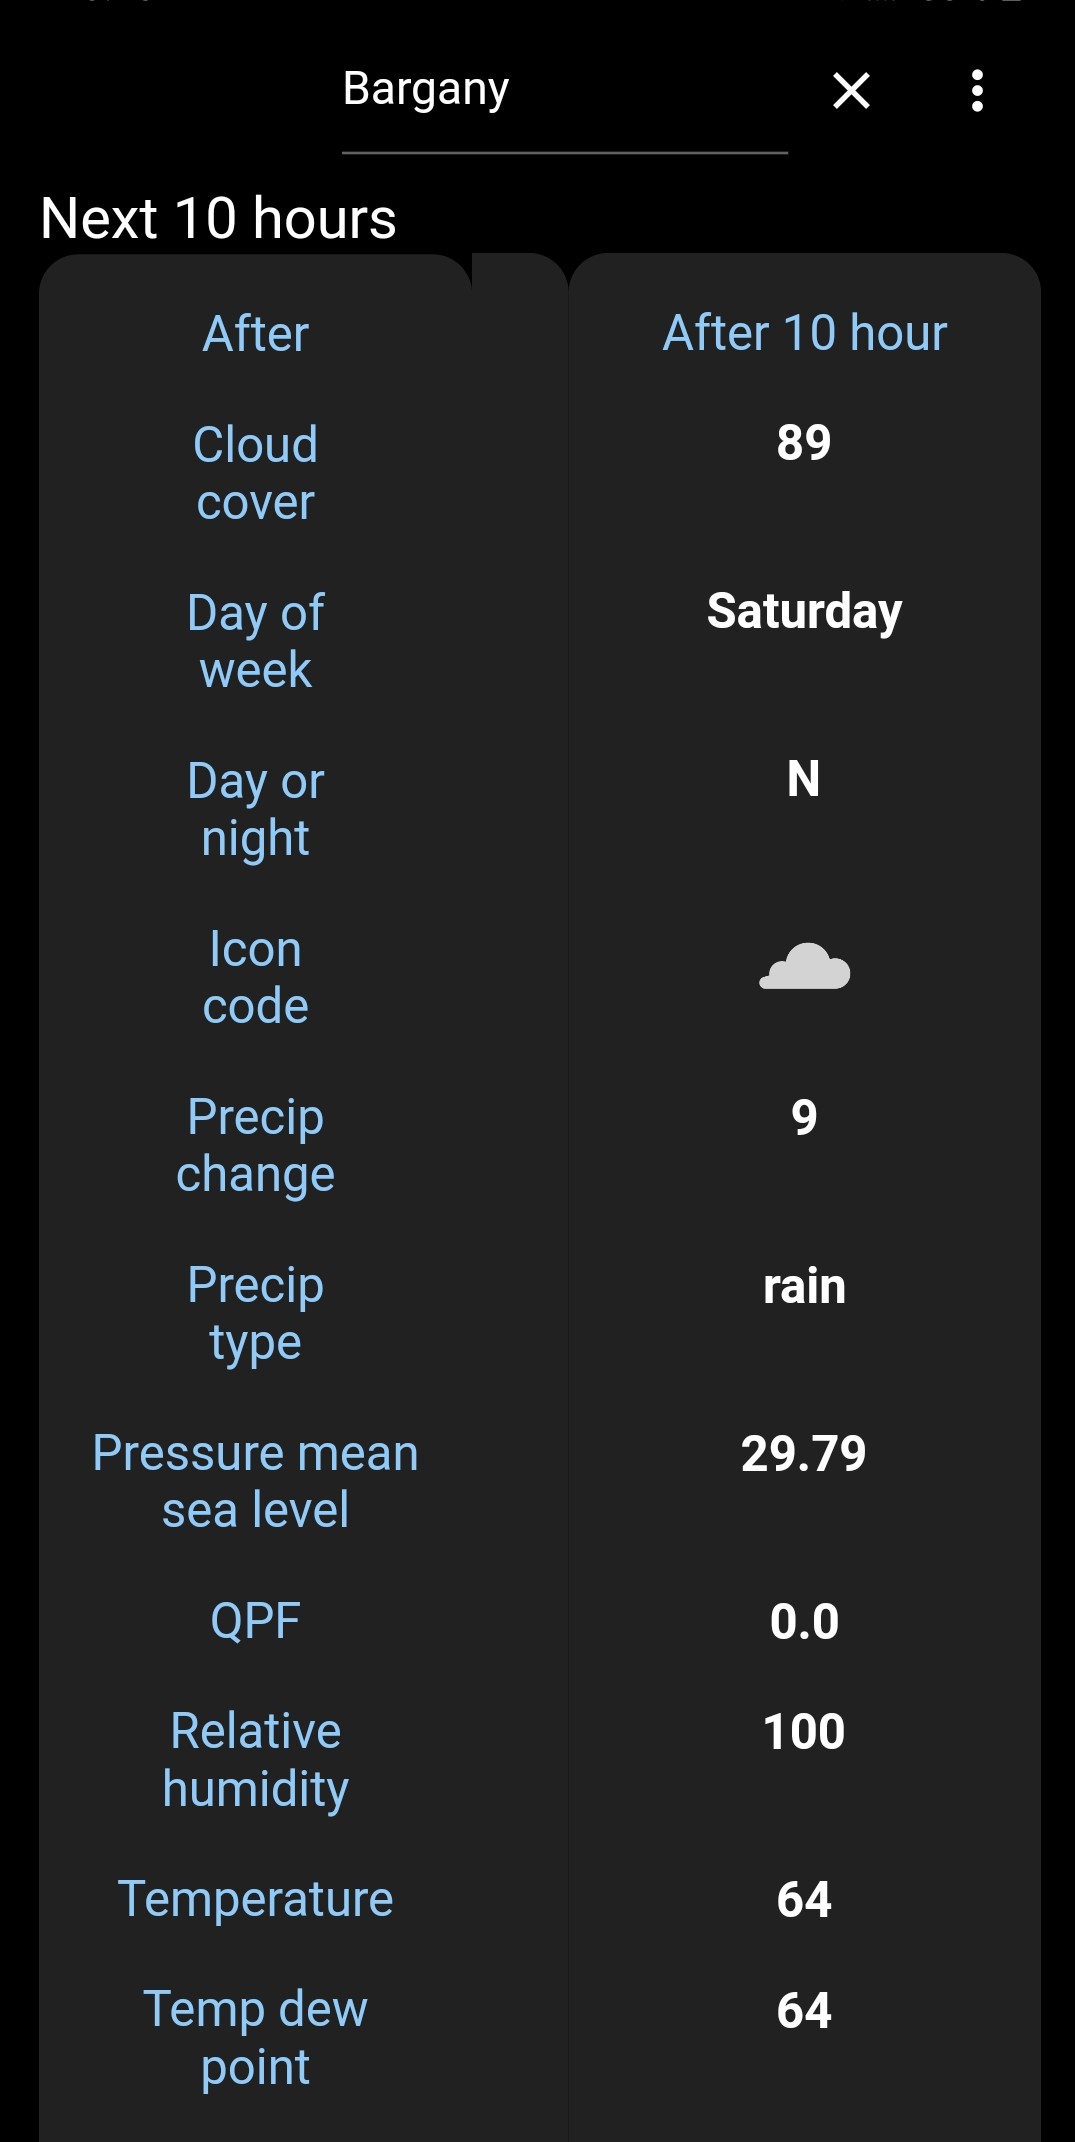 Bargany
Next 10 hours
After
After 10 hour
Cloud
cover
89
Day of
week
Saturday
Day or
night
N
Icon
code
Precip
change
9
Precip
type
rain
Pressure mean
sea level
29.79
QPF
0.0
Relative
humidity
100
Temperature
64
Temp dew
point
64